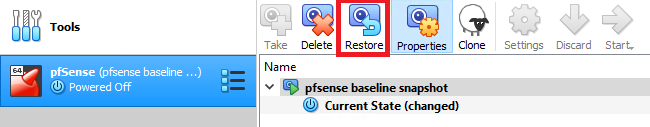 Tools
Take Delete Restore Properties Clone Settings Discard Start
Name
64
pfSense (pfsense baseline ...)
Powered Off
pfsense baseline snapshot
Current State (changed)